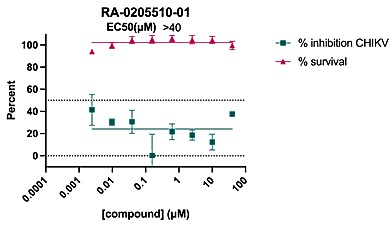 RA-0205510-01
EC50(µM) >40
% inhibition CHIKV
% survival
Percent
100
80
60
40
20
0
0.0001
0.001
0.01
0.1
1
10
100
[compound] (µM)